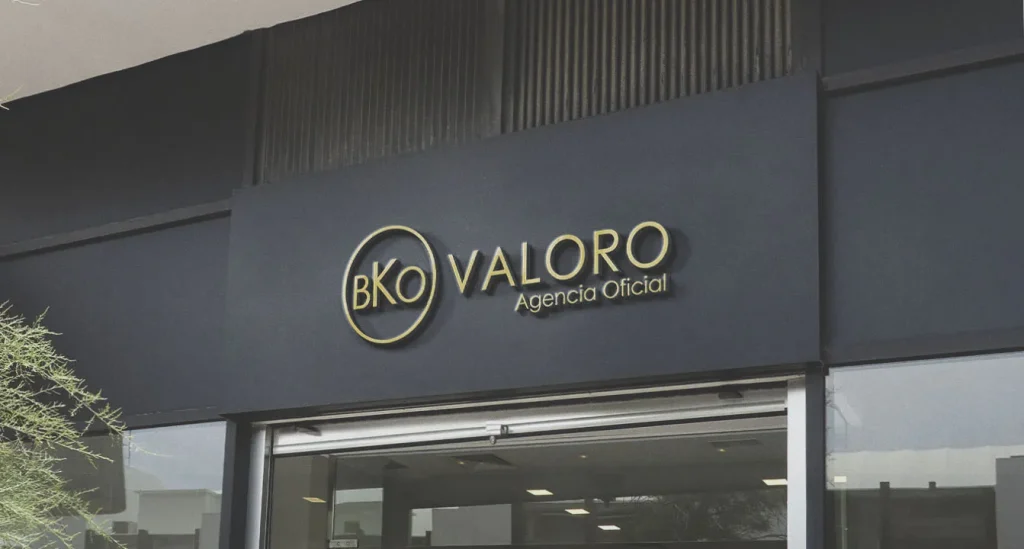 BKO VALORO
Agencia Oficial